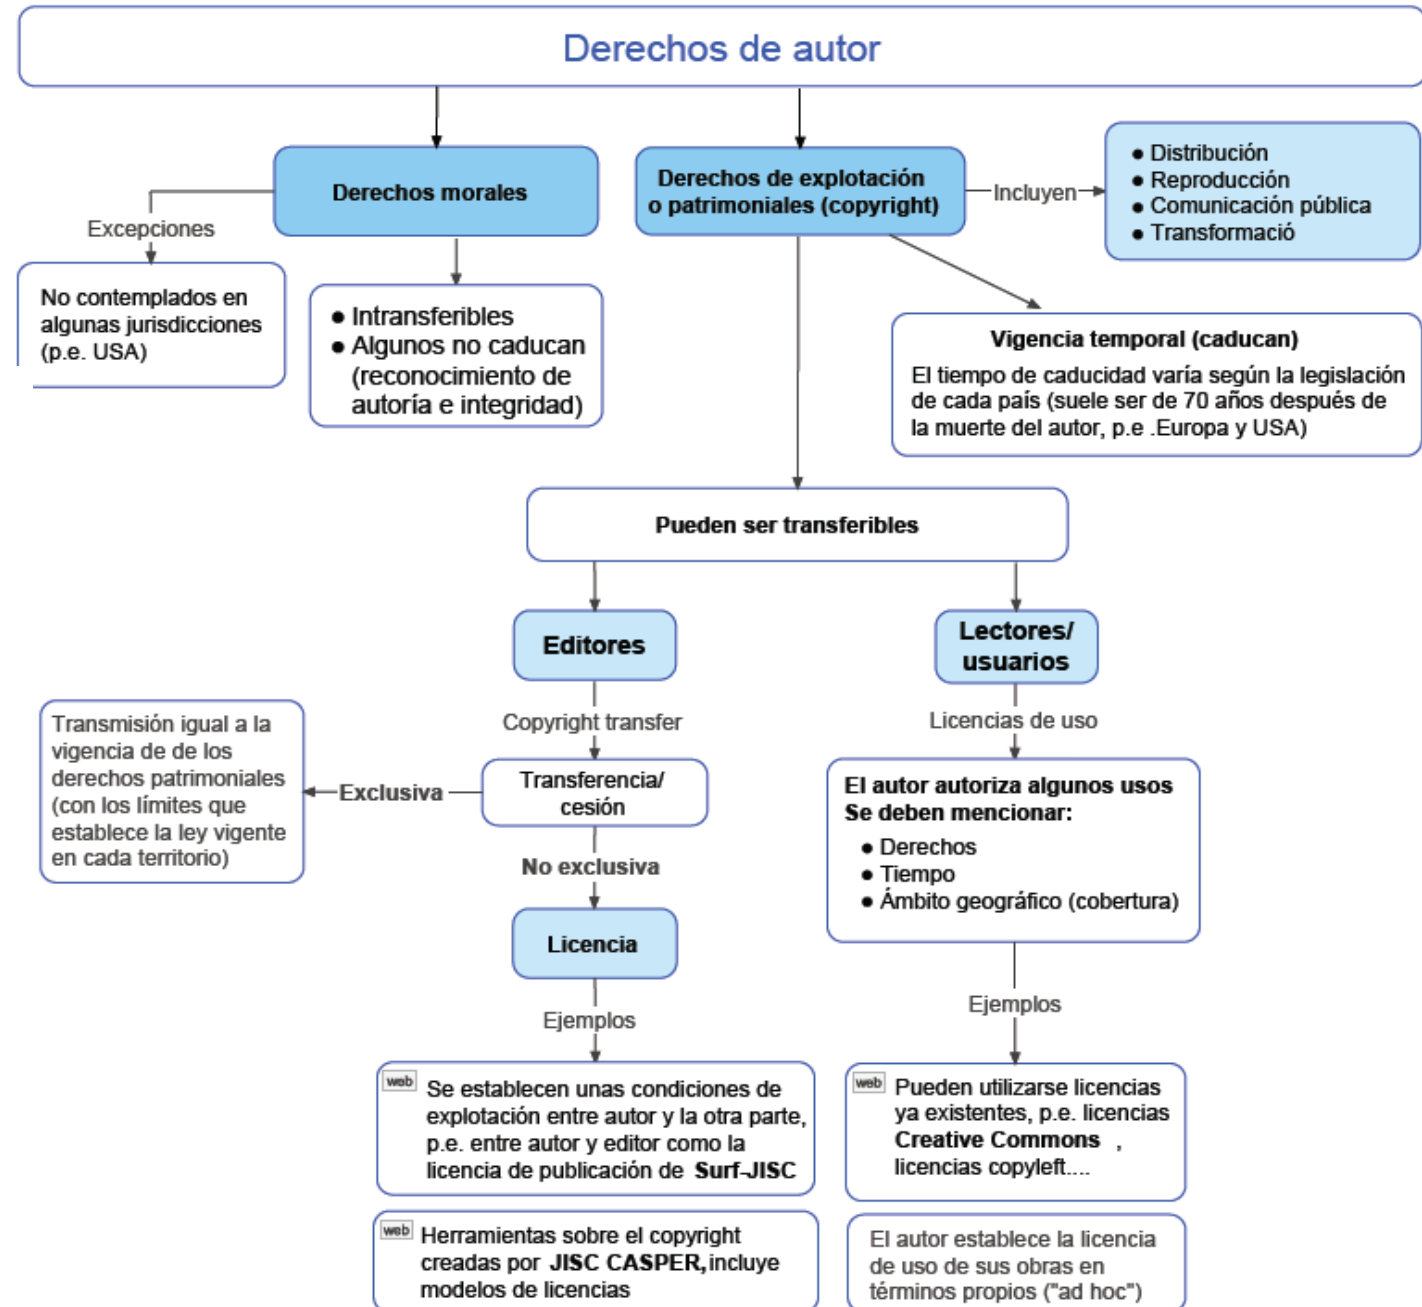 Derechos de autor
Derechos morales
Derechos de explotación
o patrimoniales (copyright)
Incluyen
● Distribución
● Reproducción
● Comunicación pública
● Transformació
Excepciones
No contemplados en
algunas jurisdicciones
(p.e. USA)
● Intransferibles
● Algunos no caducan
(reconocimiento de
autoría e integridad)
Vigencia temporal (caducan)
El tiempo de caducidad varía según la legislación
de cada país (suele ser de 70 años después de
la muerte del autor, p.e .Europa y USA)
Pueden ser transferibles
Editores
Copyright transfer
Transferencia/
cesión
Exclusiva
Transmisión igual a la
vigencia de de los
derechos patrimoniales
(con los límites que
establece la ley vigente
en cada territorio)
No exclusiva
Licencia
Ejemplos
web Se establecen unas condiciones de
explotación entre autor y la otra parte,
p.e. entre autor y editor como la
licencia de publicación de Surf-JISC
web Herramientas sobre el copyright
creadas por JISC CASPER, incluye
modelos de licencias
Lectores/
usuarios
Licencias de uso
El autor autoriza algunos usos
Se deben mencionar:
● Derechos
● Tiempo
● Ámbito geográfico (cobertura)
Ejemplos
web Pueden utilizarse licencias
ya existentes, p.e. licencias
Creative Commons ,
licencias copyleft....
El autor establece la licencia
de uso de sus obras en
términos propios ("ad hoc")